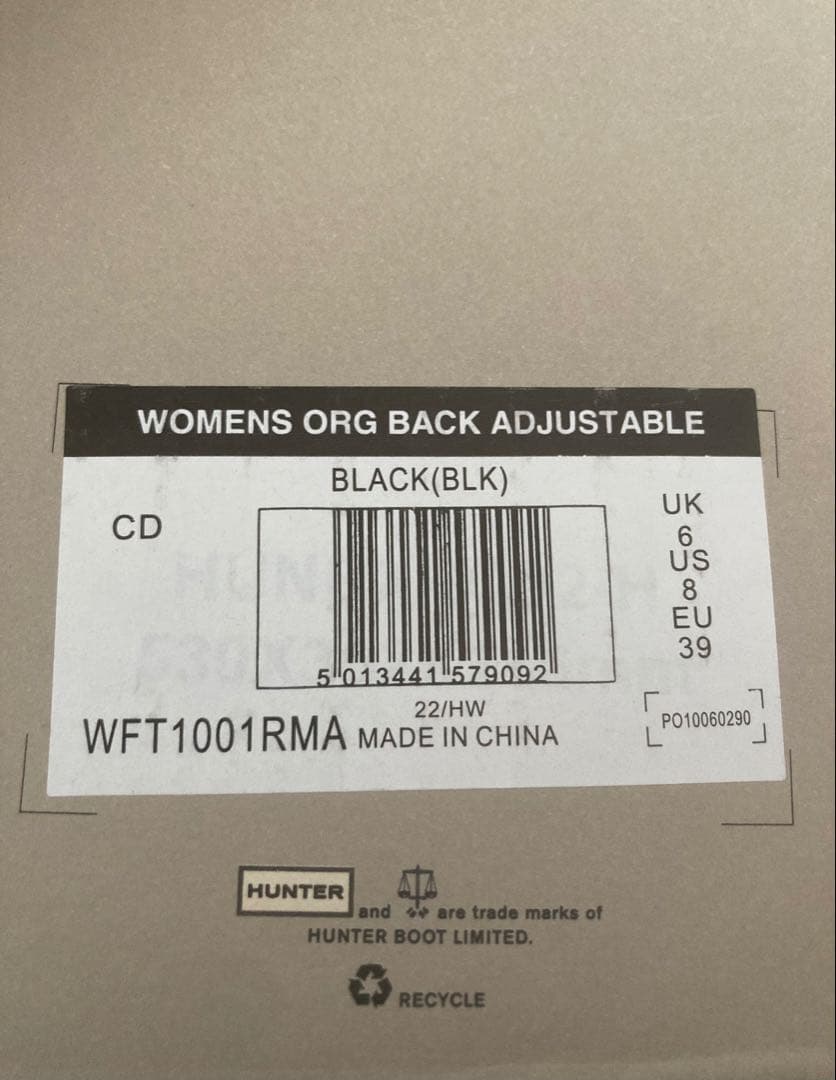 WOMENS ORG BACK ADJUSTABLE
BLACK(BLK)
CD
UK
6
US
8
EU
39
5 013441 579092
22/HW
WFT1001RMA MADE IN CHINA
PO10060290
HUNTER and are trade marks of
HUNTER BOOT LIMITED.
RECYCLE